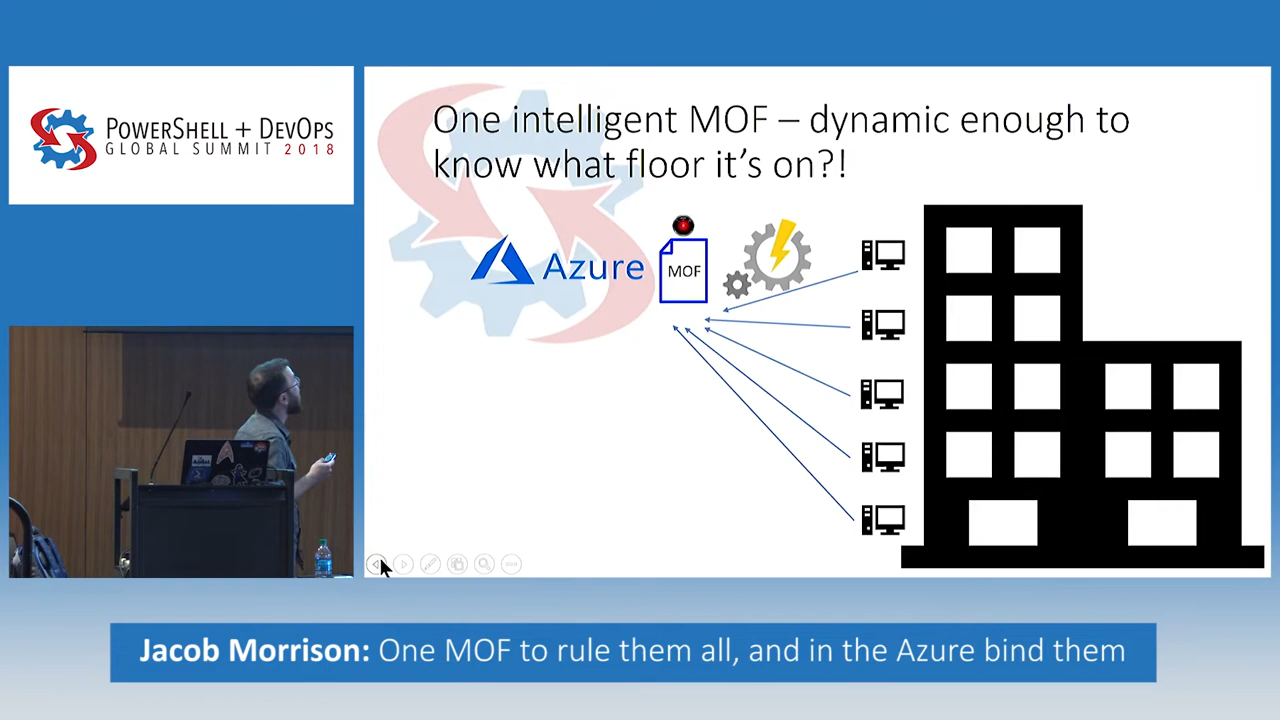 POWERSHELL + DEVOPS
GLOBAL SUMMIT 2018
One intelligent MOF – dynamic enough to
know what floor it's on?!
Azure
MOF
Jacob Morrison: One MOF to rule them all, and in the Azure bind them